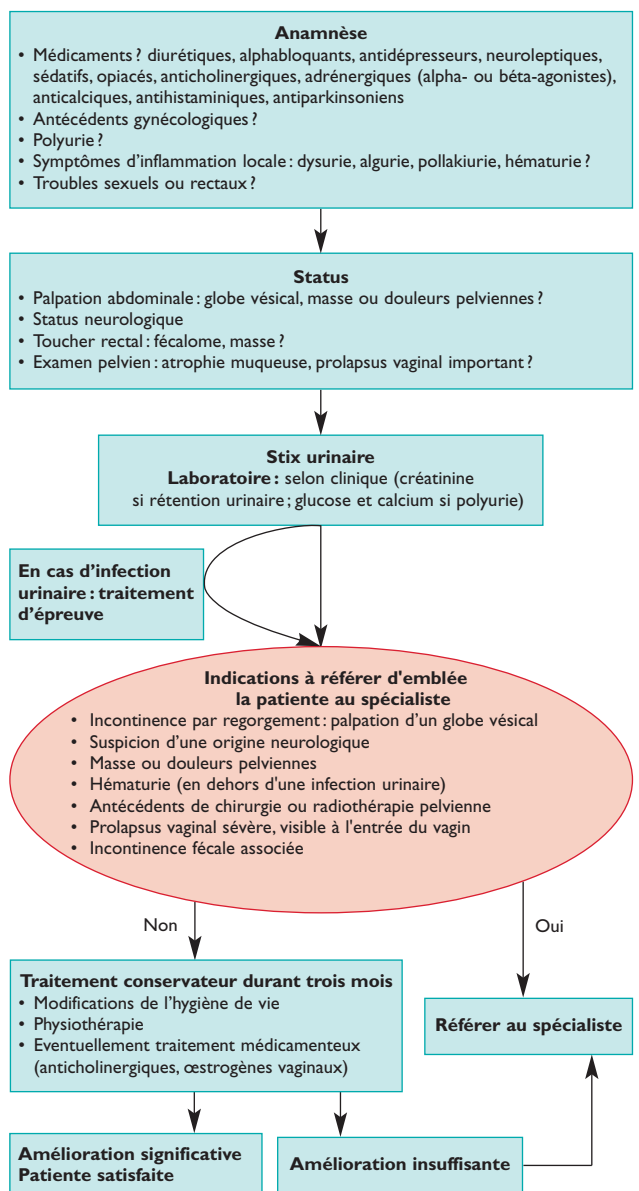 Anamnèse
• Médicaments ? diurétiques, alphabloquants, antidépresseurs, neuroleptiques,
sédatifs, opiacés, anticholinergiques, adrénergiques (alpha- ou béta-agonistes),
anticalciques, antihistaminiques, antiparkinsoniens
• Antécédents gynécologiques ?
• Polyurie ?
• Symptômes d’inflammation locale : dysurie, algurie, pollakiurie, hématurie ?
• Troubles sexuels ou rectaux ?
Status
• Palpation abdominale : globe vésical, masse ou douleurs pelviennes ?
• Status neurologique
• Toucher rectal : fécalome, masse ?
• Examen pelvien : atrophie muqueuse, prolapsus vaginal important ?
Stix urinaire
Laboratoire : selon clinique (créatinine
si rétention urinaire ; glucose et calcium si polyurie)
En cas d’infection
urinaire : traitement
d’épreuve
Indications à référer d'emblée
la patiente au spécialiste
• Incontinence par regorgement : palpation d’un globe vésical
• Suspicion d’une origine neurologique
• Masse ou douleurs pelviennes
• Hématurie (en dehors d'une infection urinaire)
• Antécédents de chirurgie ou radiothérapie pelvienne
• Prolapsus vaginal sévère, visible à l'entrée du vagin
• Incontinence fécale associée
Non
Oui
Traitement conservateur durant trois mois
• Modifications de l’hygiène de vie
• Physiothérapie
• Eventuellement traitement médicamenteux
(anticholinergiques, œstrogènes vaginaux)
Référer au spécialiste
Amélioration significative
Patiente satisfaite
Amélioration insuffisante